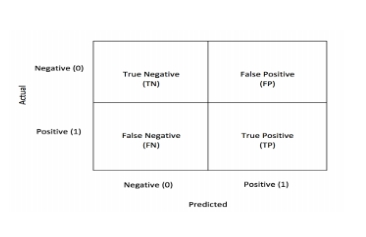 Negative (0)
True Negative
(TN)
False Positive
(FP)
Actual
Positive (1)
False Negative
(FN)
True Positive
(TP)
Negative (0)
Positive (1)
Predicted